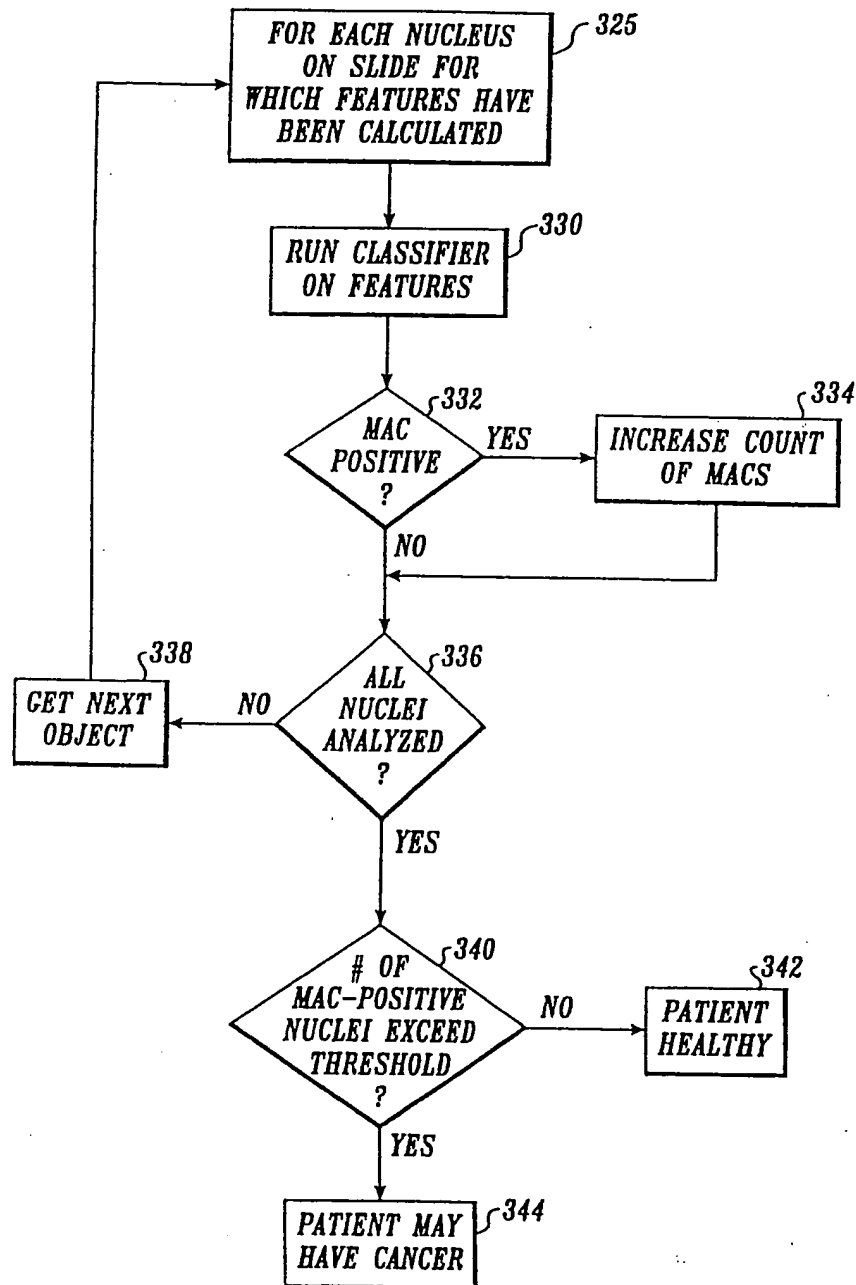 FOR EACH NUCLEUS
ON SLIDE FOR
WHICH FEATURES HAVE
BEEN CALCULATED
325
RUN CLASSIFIER
ON FEATURES
330
MAC
POSITIVE
?
332
YES
INCREASE COUNT
OF MACS
334
NO
ALL
NUCLEI
ANALYZED
?
336
NO
GET NEXT
OBJECT
338
YES
# OF
MAC-POSITIVE
NUCLEI EXCEED
THRESHOLD
?
340
NO
PATIENT
HEALTHY
342
YES
PATIENT MAY
HAVE CANCER
344